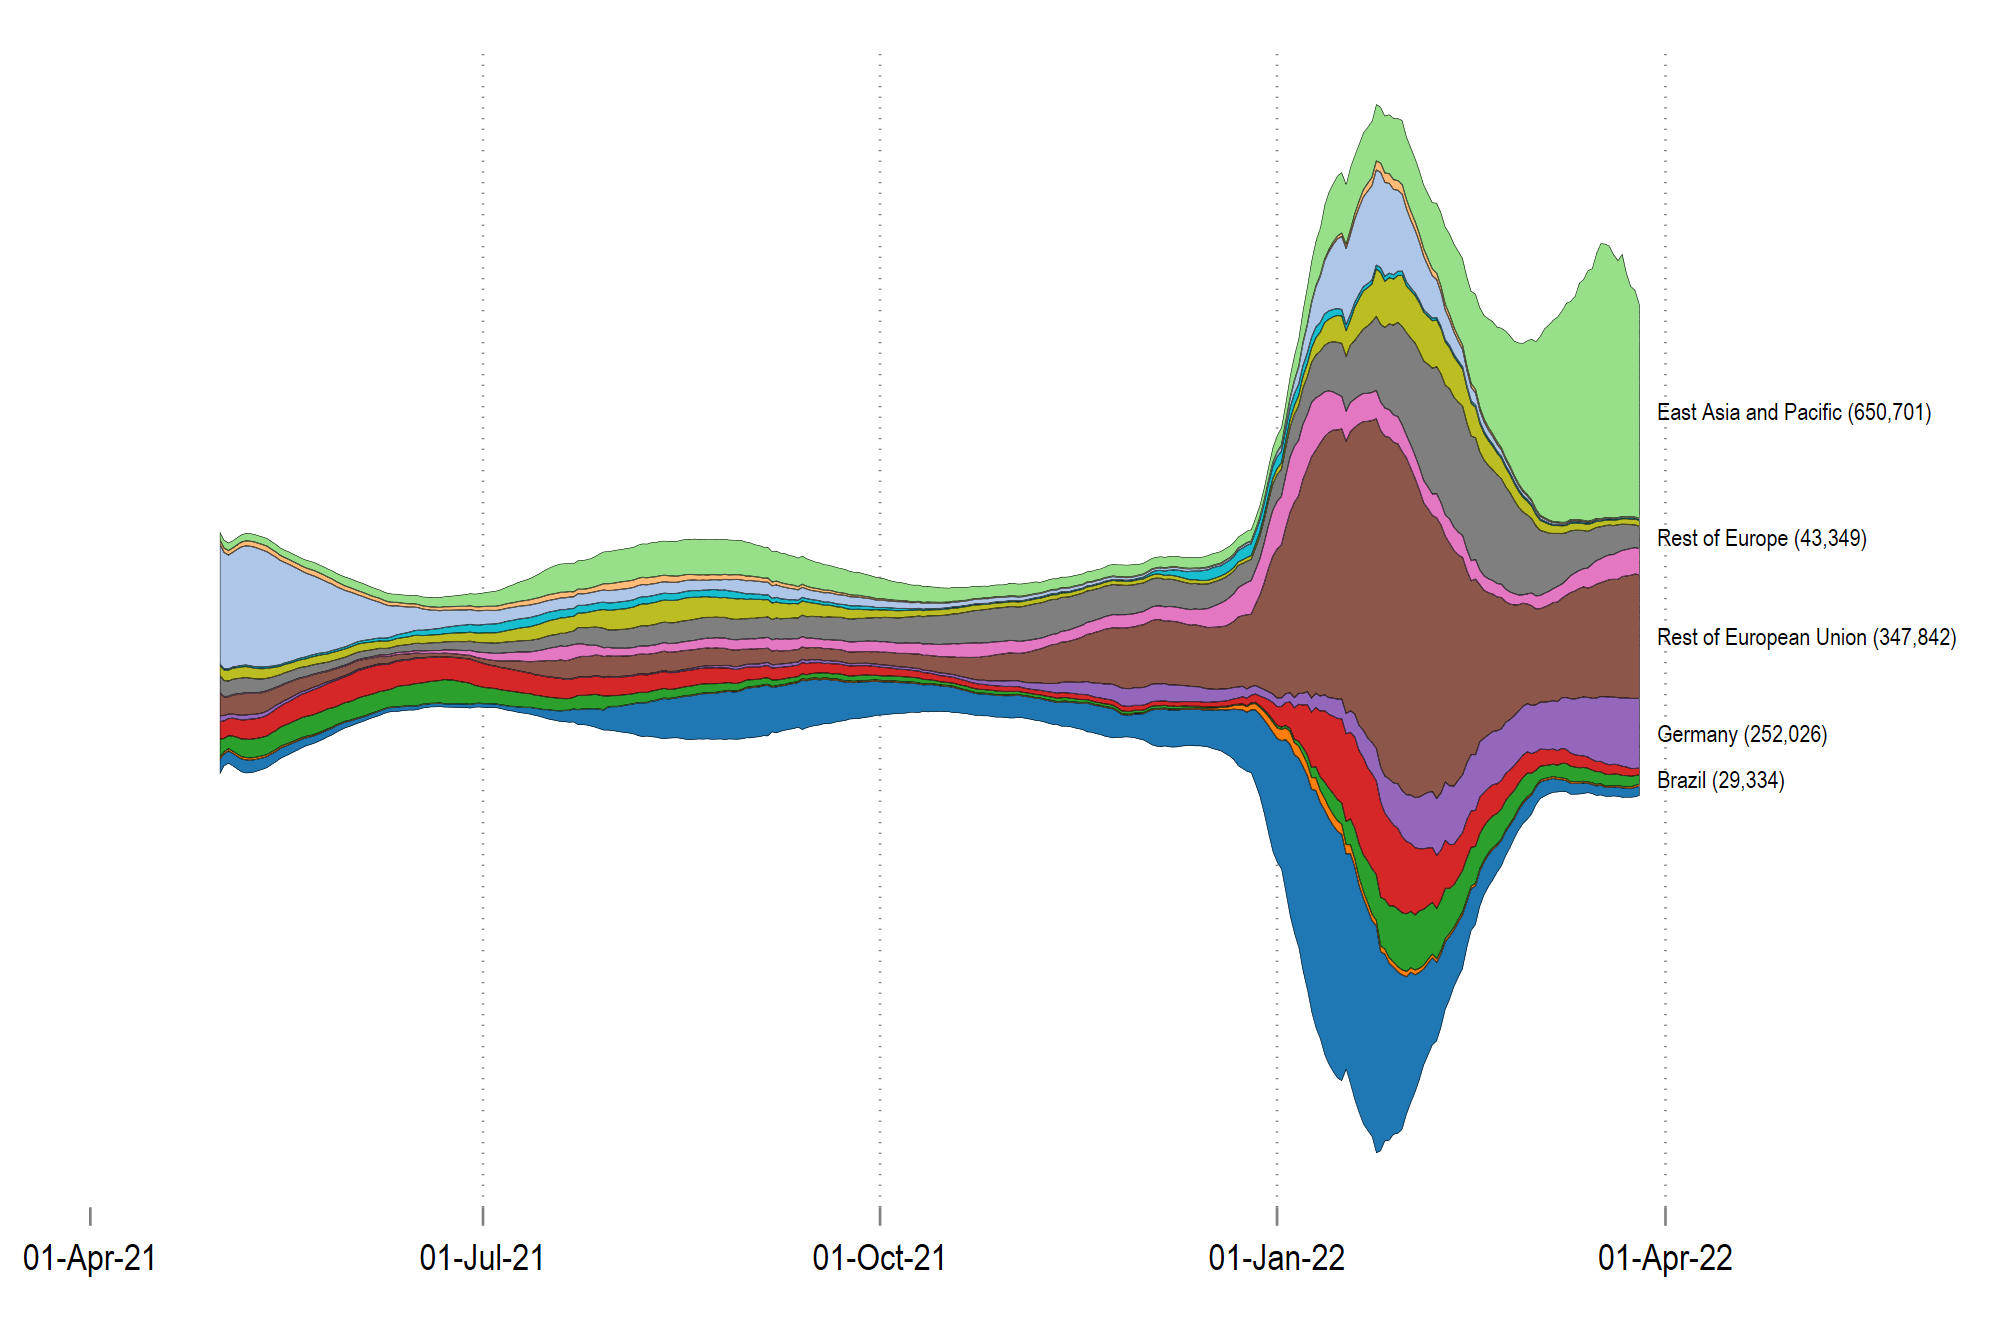 East Asia and Pacific (650,701)
Rest of Europe (43,349)
Rest of European Union (347,842)
Germany (252,026)
Brazil (29,334)
01-Apr-21
01-Jul-21
01-Oct-21
01-Jan-22
01-Apr-22